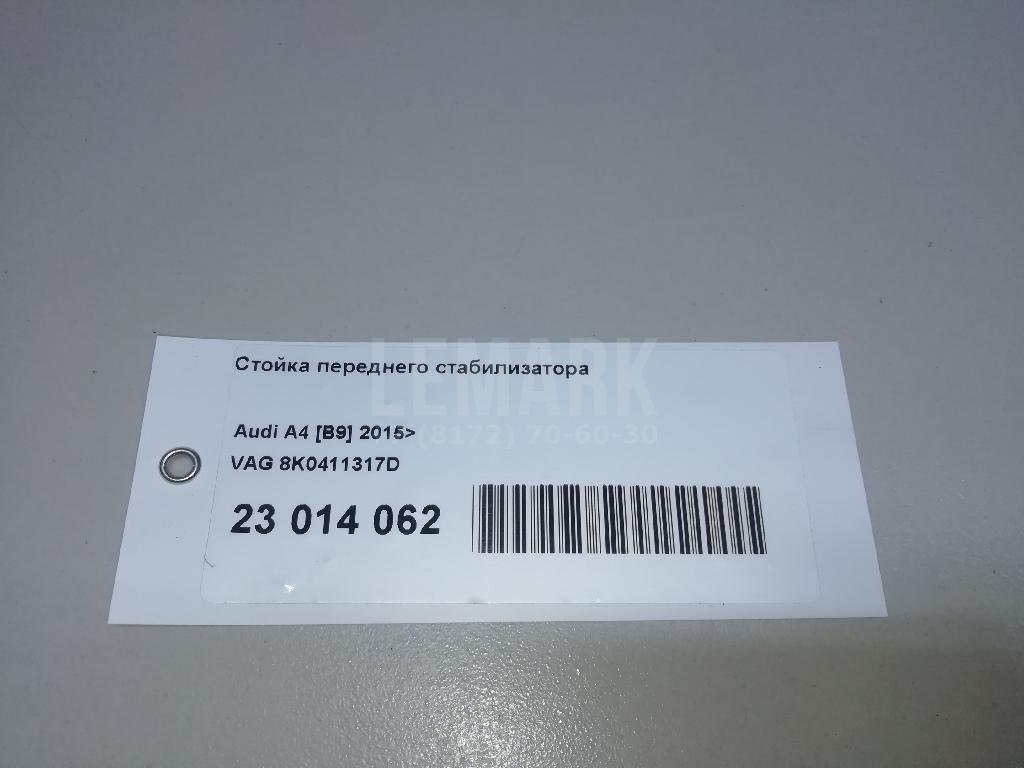 LEMARK
Стойка переднего стабилизатора
(8172) 70-60-30
Audi A4 [B9] 2015>
VAG 8K0411317D
23 014 062